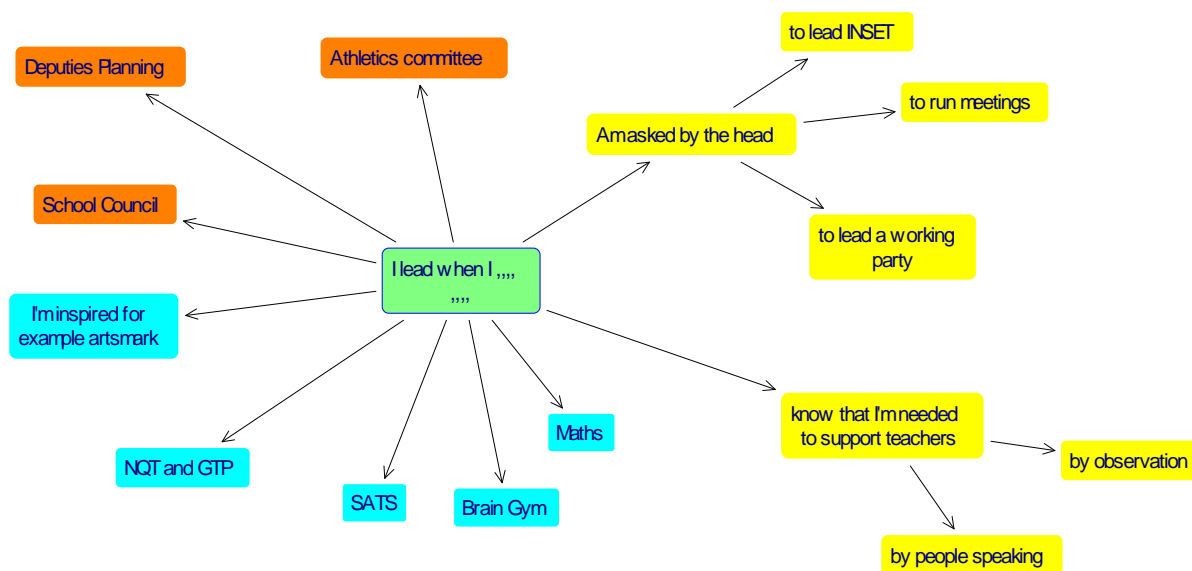 to lead INSET
Deputies Planning
Athletics committee
to run meetings
Am asked by the head
School Council
to lead a working
party
I lead when I ,,,,
,,,,
I'm inspired for
example artsmark
know that I'm needed
to support teachers
Maths
by observation
NQT and GTP
SATS
Brain Gym
by people speaking